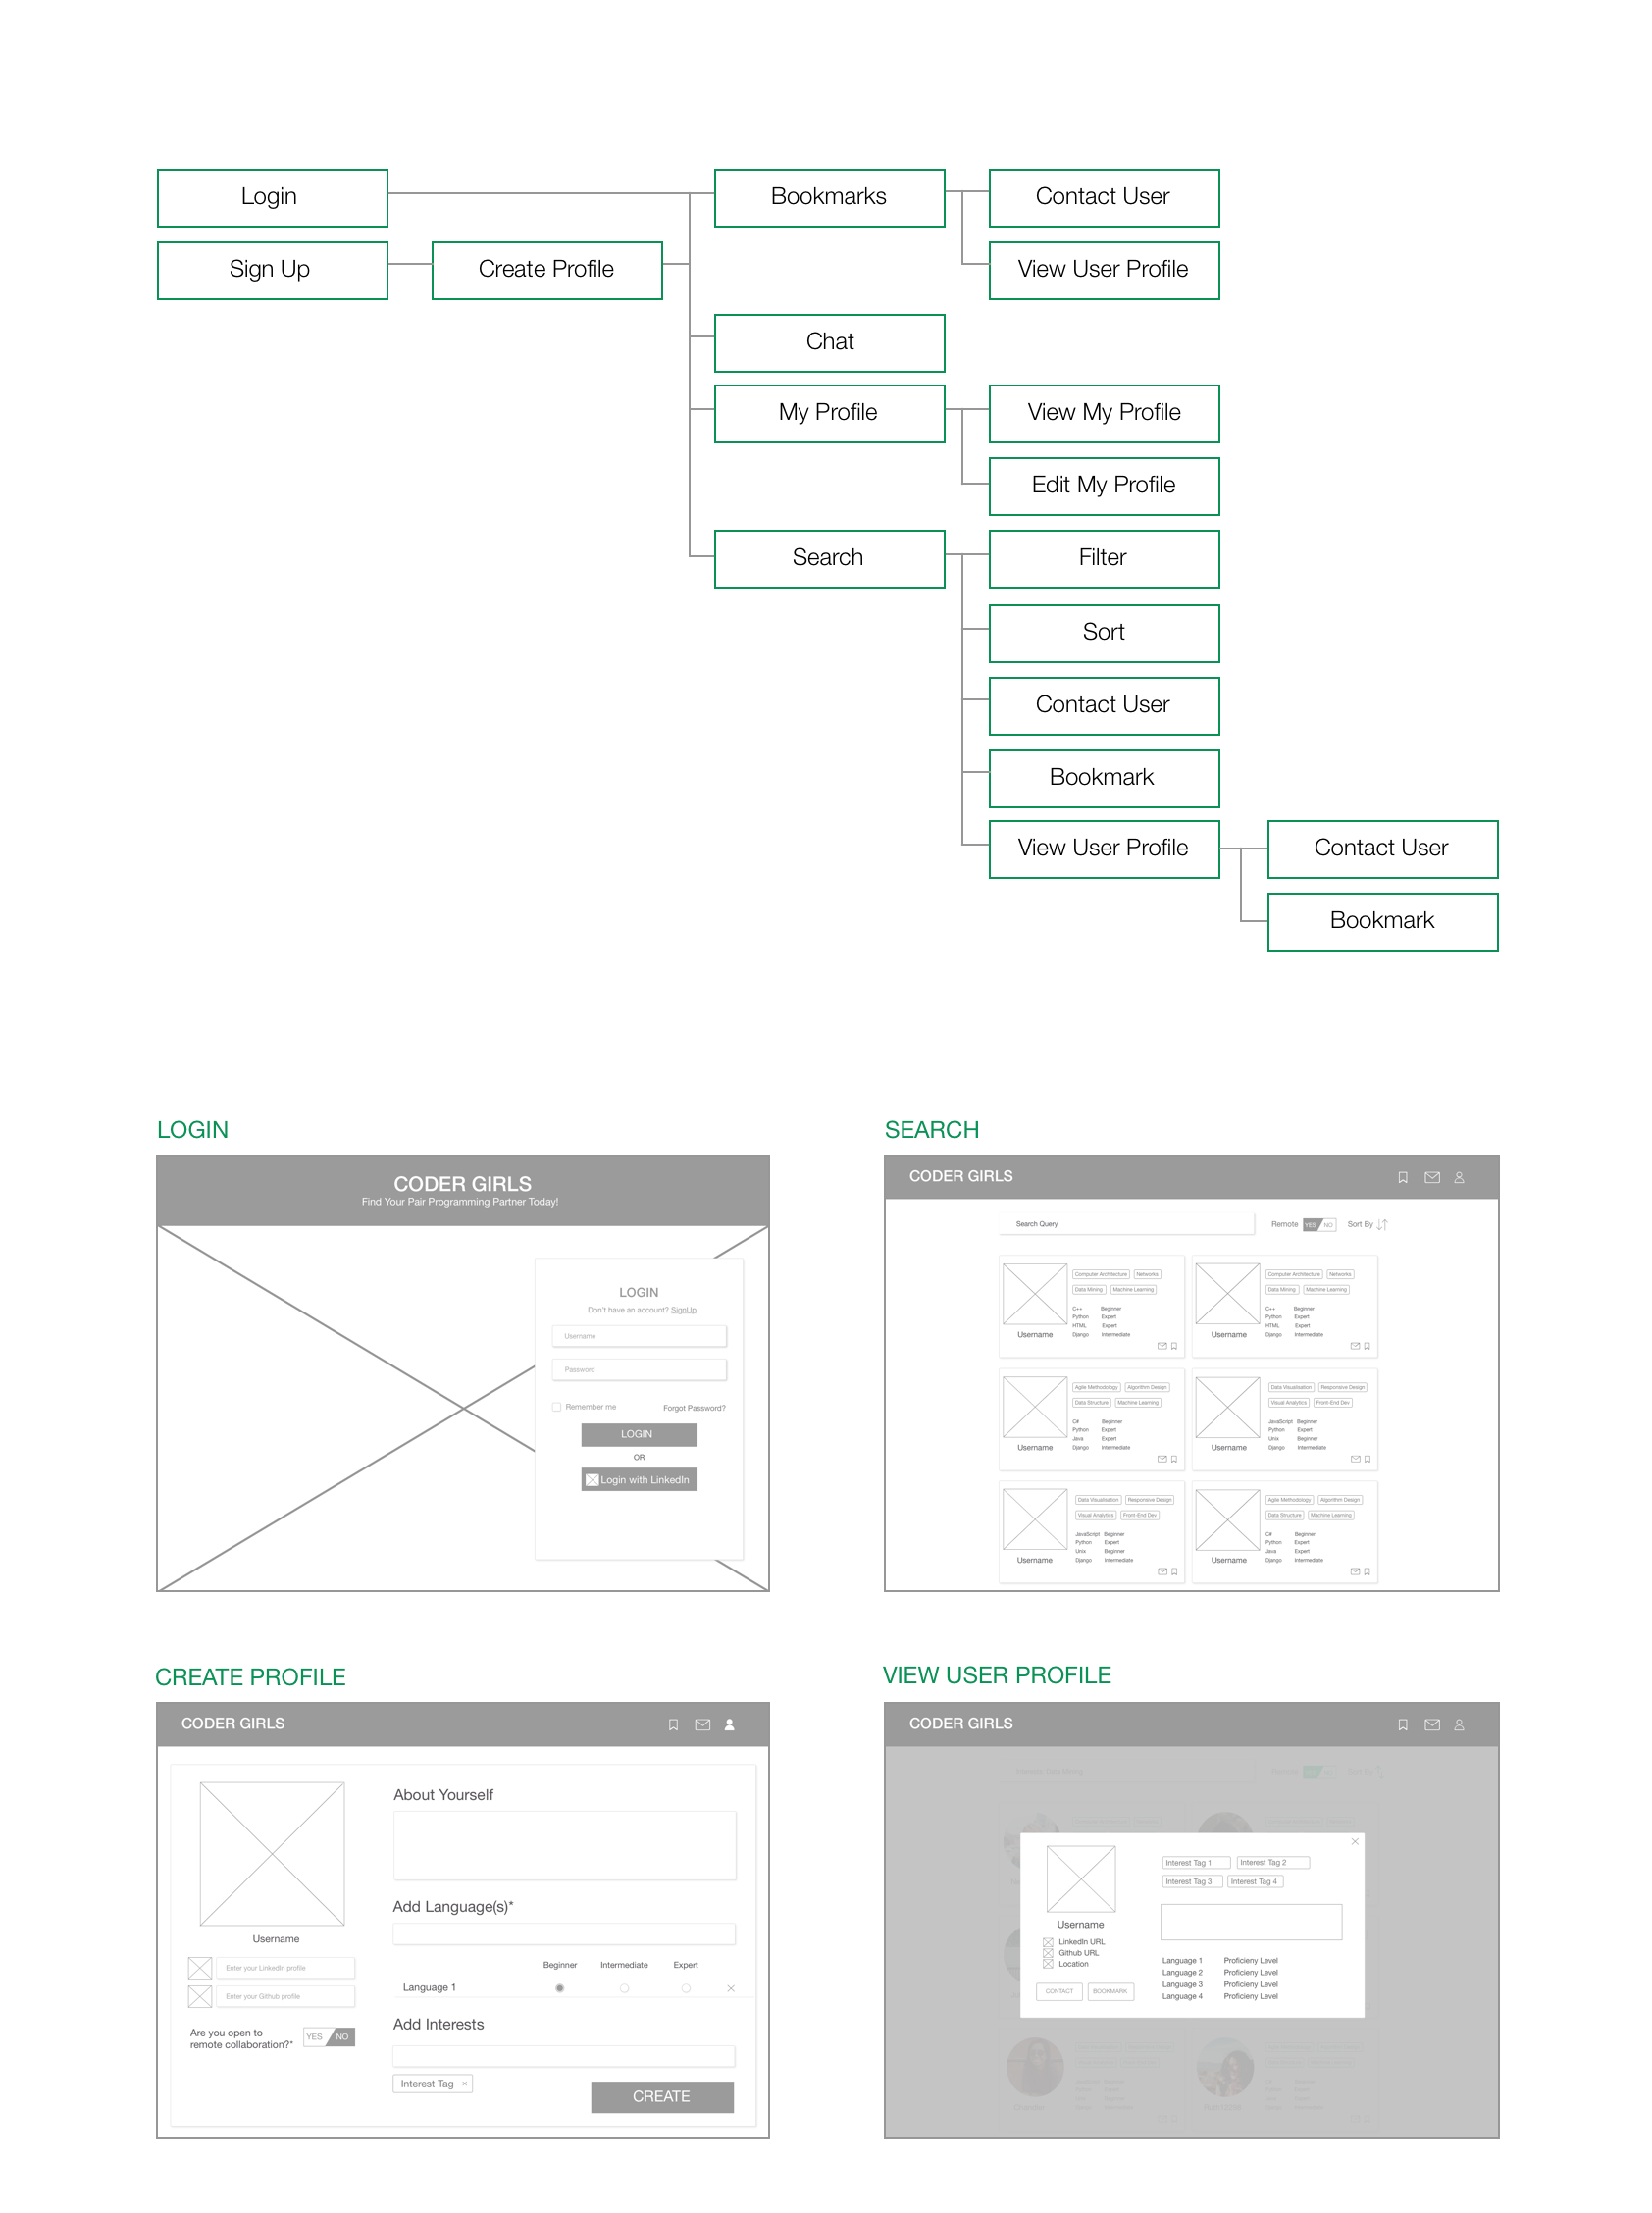 Login
Bookmarks
Contact User
Sign Up
Create Profile
View User Profile
Chat
My Profile
View My Profile
Edit My Profile
Search
Filter
Sort
Contact User
Bookmark
View User Profile
Contact User
Bookmark
LOGIN
CODER GIRLS
Find Your Pair Programming Partner Today!
LOGIN
Don't have an account? SignUp
Username
Password
Remember me Forgot Password?
LOGIN
OR
Login with LinkedIn
SEARCH
CODER GIRLS
Search Query Remote YES NO Sort By
Computer Architecture Networks
Data Mining Machine Learning
C++ Beginner
Python Expert
HTML Expert
Django Intermediate
Username
Computer Architecture Networks
Data Mining Machine Learning
C++ Beginner
Python Expert
HTML Expert
Django Intermediate
Username
Agile Methodology Algorithm Design
Data Structure Machine Learning
C# Beginner
Python Expert
Java Expert
Django Intermediate
Username
Data Visualisation Responsive Design
Visual Analytics Front-End Dev
JavaScript Beginner
Python Expert
Unix Beginner
Django Intermediate
Username
Data Visualisation Responsive Design
Visual Analytics Front-End Dev
JavaScript Beginner
Python Expert
Unix Beginner
Django Intermediate
Username
Agile Methodology Algorithm Design
Data Structure Machine Learning
C# Beginner
Python Expert
Java Expert
Django Intermediate
Username
CREATE PROFILE
CODER GIRLS
Username
Enter your LinkedIn profile
Enter your Github profile
Are you open to
remote collaboration?*
YES NO
About Yourself
Add Language(s)*
Beginner Intermediate Expert
Language 1
Add Interests
Interest Tag ×
CREATE
VIEW USER PROFILE
CODER GIRLS
Username
LinkedIn URL
Github URL
Location
CONTACT BOOKMARK
Interest Tag 1 Interest Tag 2
Interest Tag 3 Interest Tag 4
Language 1 Proficieny Level
Language 2 Proficieny Level
Language 3 Proficieny Level
Language 4 Proficieny Level